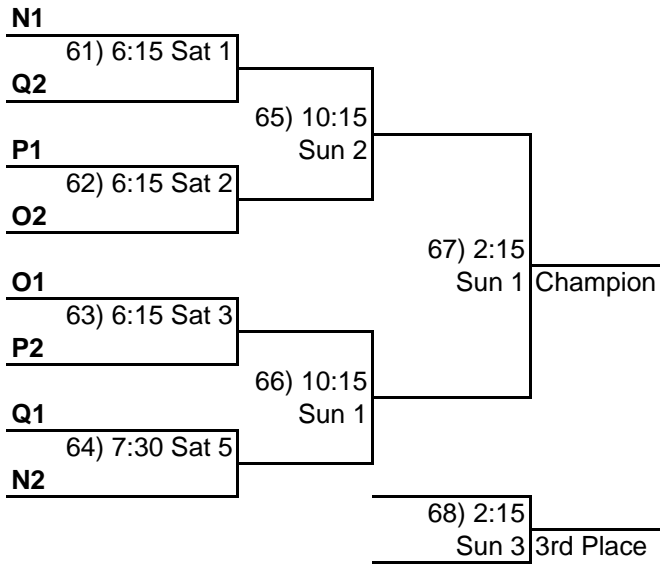 N1
61) 6:15 Sat 1
Q2
65) 10:15
Sun 2
P1
62) 6:15 Sat 2
O2
67) 2:15
Sun 1 Champion
O1
63) 6:15 Sat 3
P2
66) 10:15
Sun 1
Q1
64) 7:30 Sat 5
N2
68) 2:15
Sun 3 3rd Place